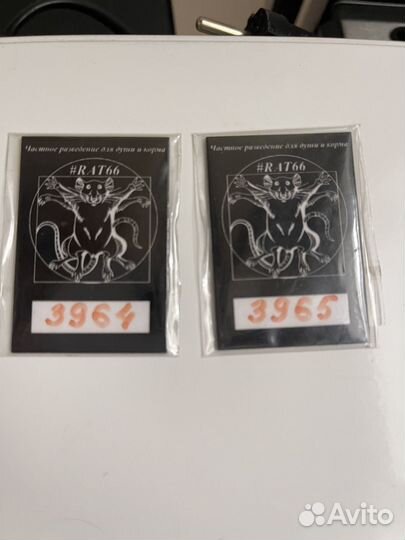 Частное разведение для души и корма
#RAT66
3964
Частное разведение для души и корма
#RAT66
3965
Avito